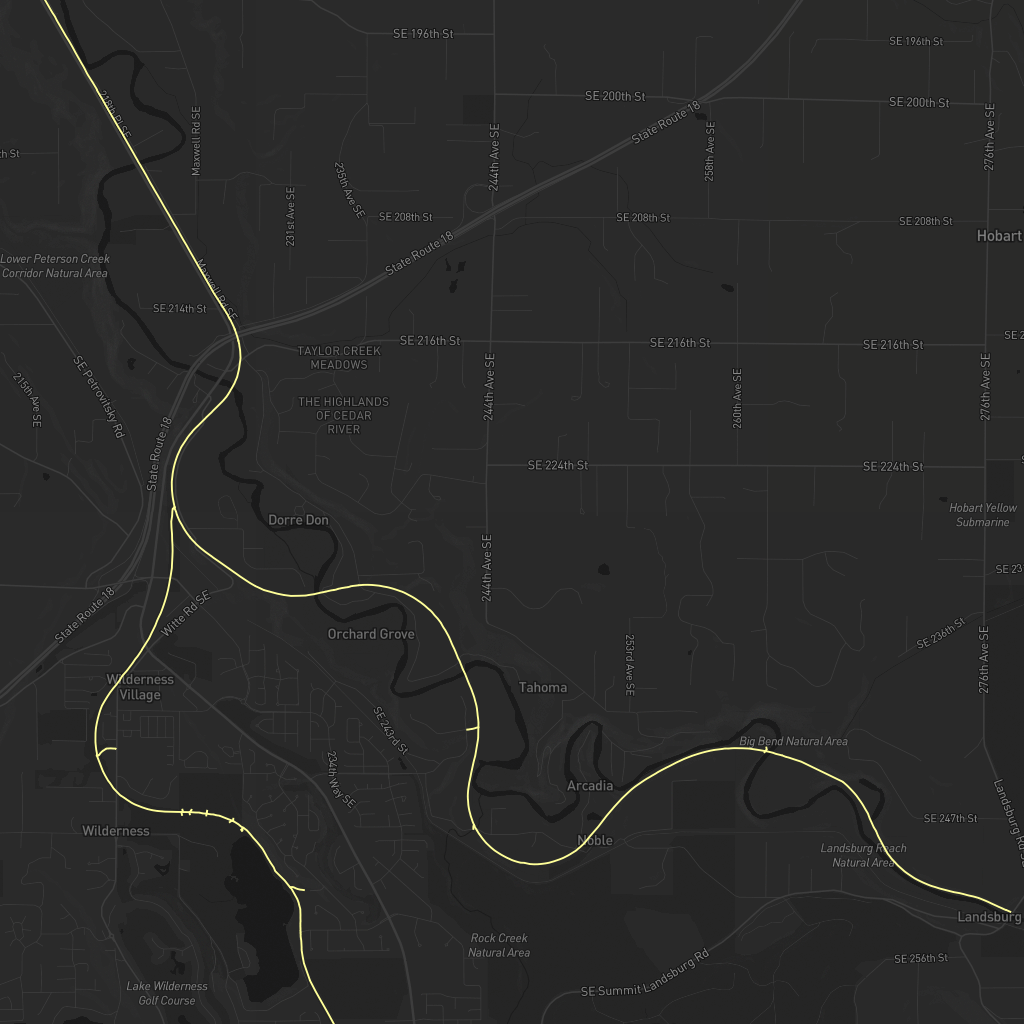 SE 196th St
SE 196th St
218th Pl SE
SE 200th St
SE 200th St
State Route 18
Maxwell Rd SE
244th Ave SE
258th Ave SE
276th Ave SE
th St
235th Ave SE
231st Ave SE
SE 208th St
SE 208th St
SE 208th St
Hobart
State Route 18
Lower Peterson Creek
Corridor Natural Area
Maxwell Rd SE
SE 214th St
SE 216th St
SE 216th St
SE 216th St
TAYLOR CREEK
MEADOWS
SE Petrovitsky Rd
215th Ave SE
244th Ave SE
260th Ave SE
276th Ave SE
THE HIGHLANDS
OF CEDAR
RIVER
State Route 18
SE 224th St
SE 224th St
Dorre Don
Hobart Yellow
Submarine
244th Ave SE
SE 231
State Route 18
Witte Rd SE
Orchard Grove
SE 236th St
253rd Ave SE
276th Ave SE
Wilderness
Village
Tahoma
SE 243rd St
Big Bend Natural Area
234th Way SE
Arcadia
Landsburg Rd SE
SE 247th St
Wilderness
Noble
Landsburg Reach
Natural Area
Landsburg
Rock Creek
Natural Area
SE 256th St
SE Summit Landsburg Rd
Lake Wilderness
Golf Course